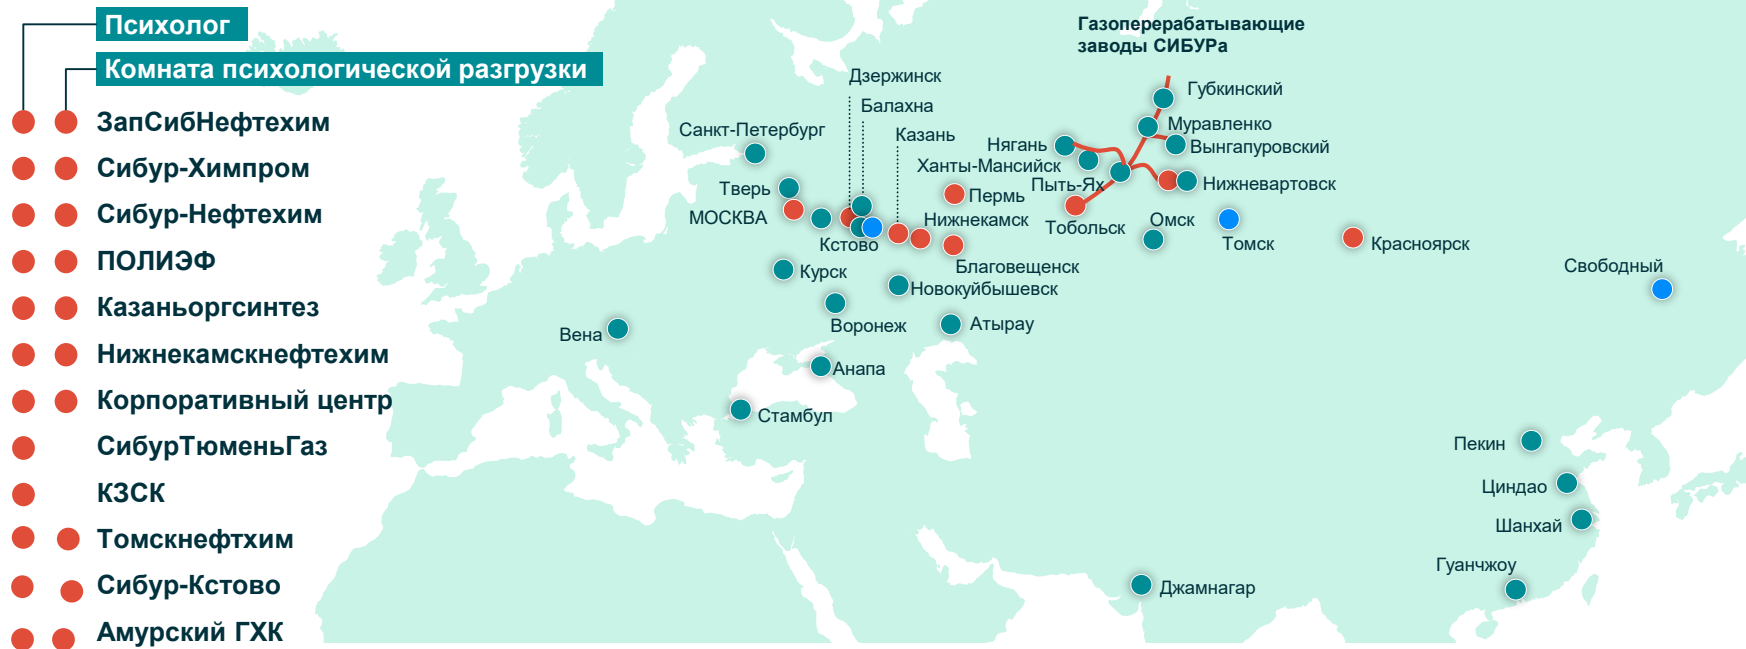 Психолог
Комната психологической разгрузки
ЗапСибНефтехим
Сибур-Химпром
Сибур-Нефтехим
ПОЛИЭФ
Казаньоргсинтез
Нижнекамскнефтехим
Корпоративный центр
СибурТюменьГаз
КЗСК
Томскнефтхим
Сибур-Кстово
Амурский ГХК
Газоперерабатывающие
заводы СИБУРа
Дзержинск
Губкинский
Балахна
Санкт-Петербург
Казань
Муравленко
Нягань
Вынгапуровский
Ханты-Мансийск
Тверь
Пыть-Ях
Нижневартовск
Пермь
МОСКВА
Нижнекамск
Тобольск
Омск
Кстово
Томск
Красноярск
Благовещенск
Свободный
Курск
Новокуйбышевск
Воронеж
Атырау
Вена
Анапа
Стамбул
Пекин
Циндао
Шанхай
Гуанчжоу
Джамнагар